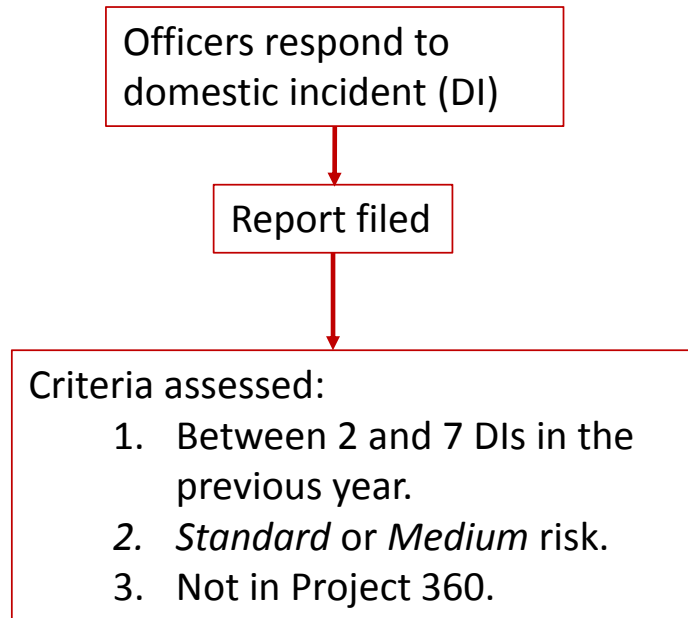 Officers respond to
domestic incident (DI)
Report filed
Criteria assessed:
1. Between 2 and 7 DIs in the
previous year.
2. Standard or Medium risk.
3. Not in Project 360.